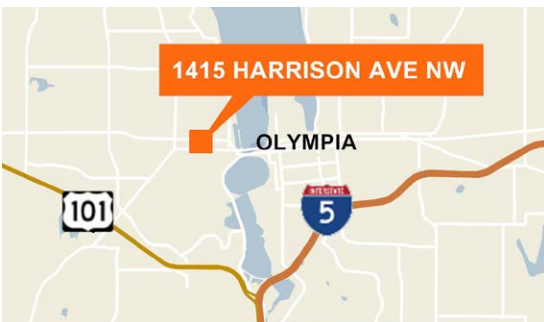 1415 HARRISON AVE NW
OLYMPIA
101
INTERSTATE
5